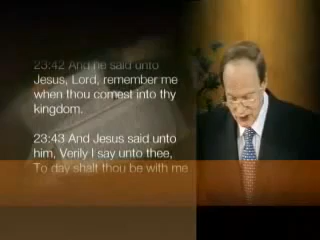 23:42 And he said unto
Jesus, Lord, remember me
when thou comest into thy
kingdom.
23:43 And Jesus said unto
him, Verily I say unto thee,
To day shalt thou be with me